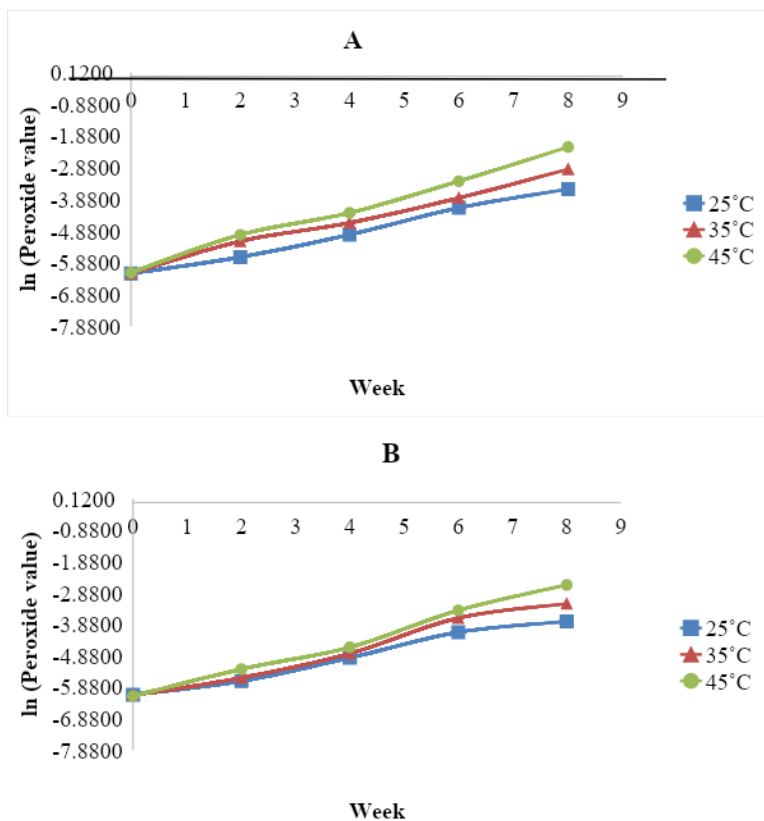 A
0.1200
-0.8800
-1.8800
-2.8800
-3.8800
-4.8800
-5.8800
-6.8800
-7.8800
0 1 2 3 4 5 6 7 8 9
ln (Peroxide value)
Week
25˚C
35˚C
45˚C
B
0.1200
-0.8800
-1.8800
-2.8800
-3.8800
-4.8800
-5.8800
-6.8800
-7.8800
0 1 2 3 4 5 6 7 8 9
ln (Peroxide value)
Week
25˚C
35˚C
45˚C